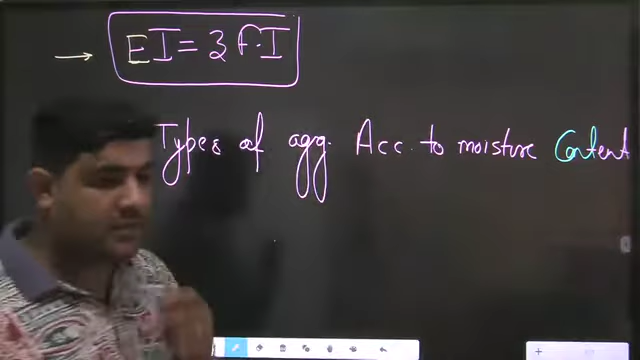 → EI = 3 F.I
Types of agg. Acc. to moisture Content